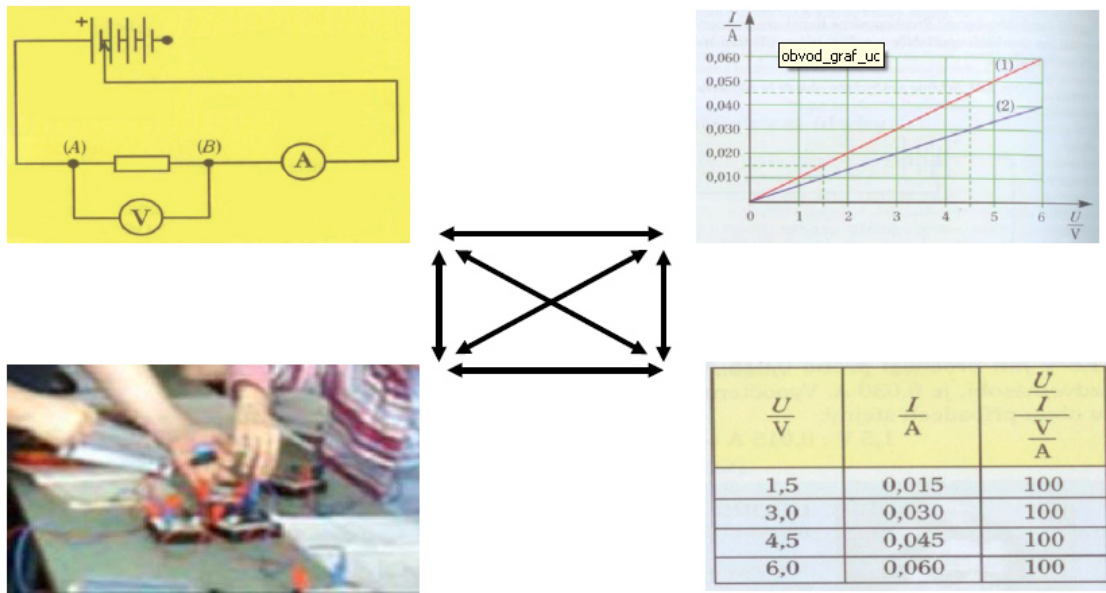 +
(A)
(B)
A
V
I
A
obvod_graf_uc
0,060
0,050
0,040
0,030
0,020
0,010
(1)
(2)
0
1
2
3
4
5
6
U
V
U
V
I
A
U
I
V
A
1,5 0,015 100
3,0 0,030 100
4,5 0,045 100
6,0 0,060 100